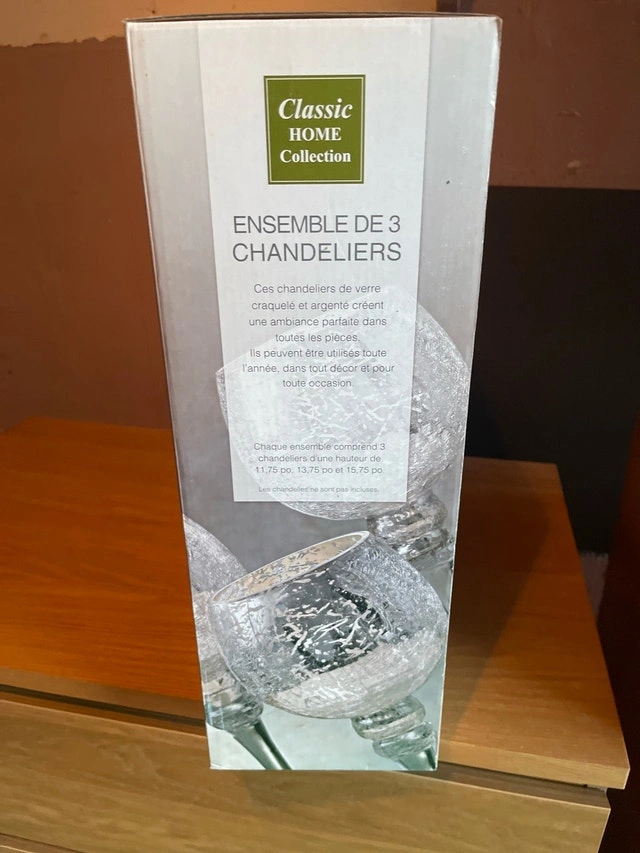 Classic
HOME
Collection
ENSEMBLE DE 3
CHANDELIERS
Ces chandeliers de verre
craquelé et argenté créent
une ambiance parfaite dans
toutes les pièces.
Ils peuvent être utilisés toute
l'année, dans tout décor et pour
toute occasion.
Chaque ensemble comprend 3
chandeliers d'une hauteur de
11,75 po, 13,75 po et 15,75 po.
Les chandelles ne sont pas incluses.